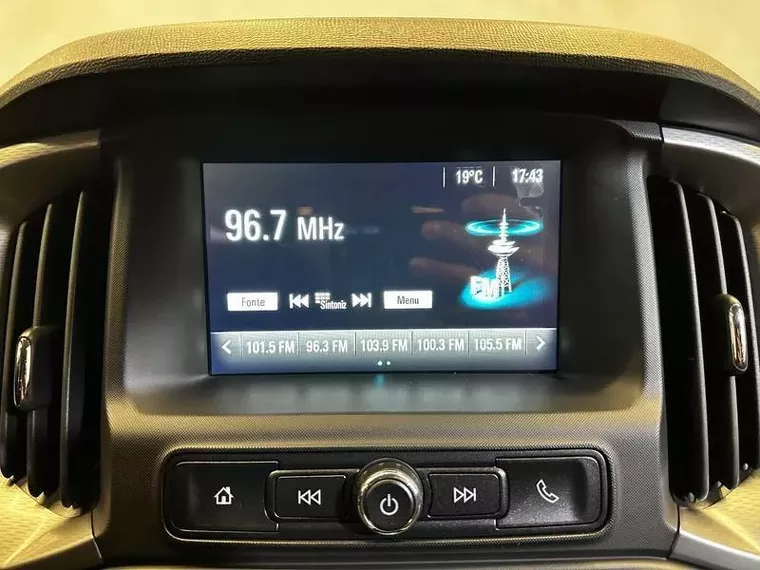 19°C 17:43
96.7 MHz
FM
Fonte Sintoniz Menu
101.5 FM 96.3 FM 103.9 FM 100.3 FM 105.5 FM